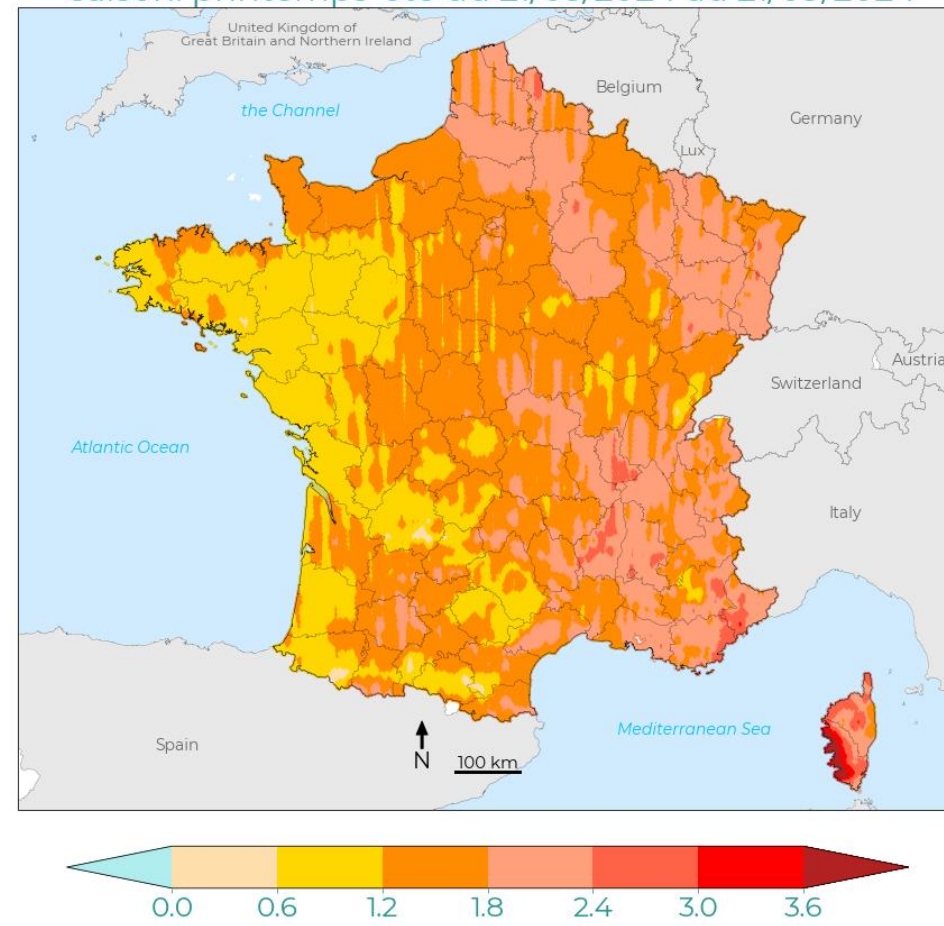 United Kingdom of
Great Britain and Northern Ireland
Belgium
the Channel
Germany
Lux
Austria
Switzerland
Atlantic Ocean
Italy
Mediterranean Sea
Spain
N
100 km
0.0 0.6 1.2 1.8 2.4 3.0 3.6